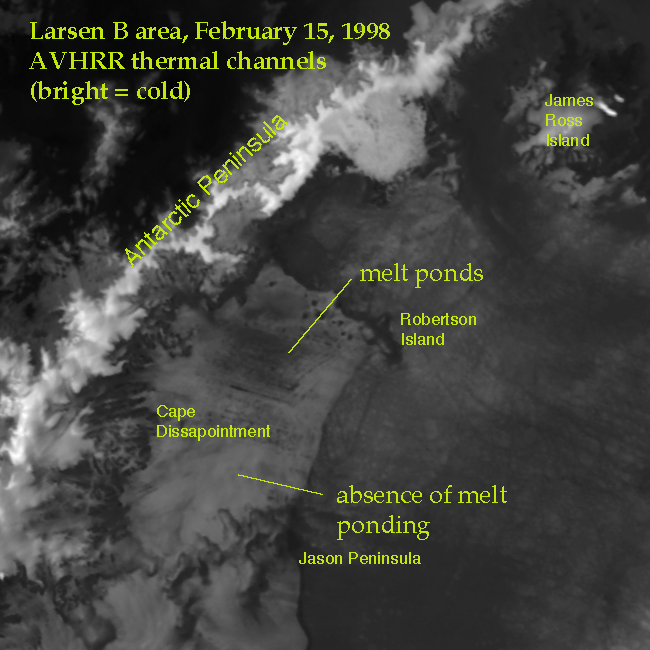 Larsen B area, February 15, 1998
AVHRR thermal channels
(bright = cold)
James
Ross
Island
Antarctic Peninsula
melt ponds
Robertson
Island
Cape
Dissapointment
absence of melt
ponding
Jason Peninsula